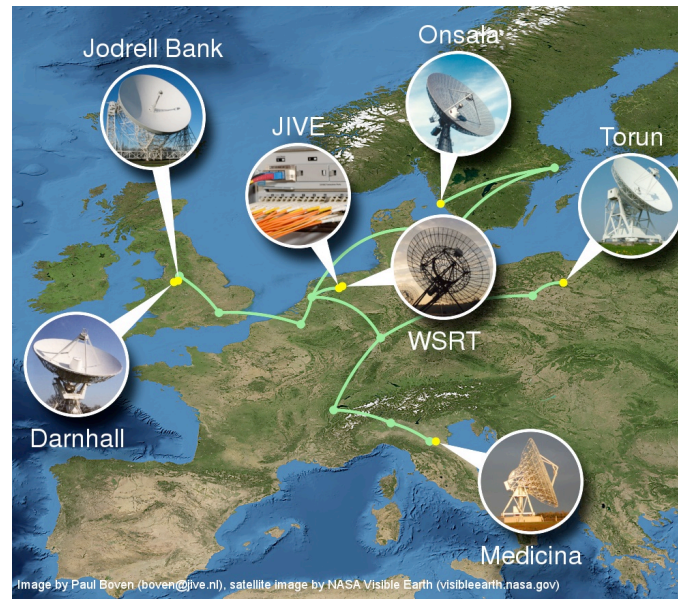 Jodrell Bank
Onsala
JIVE
Torun
WSRT
Darnhall
Medicina
Image by Paul Boven (boven@jive.nl), satellite image by NASA Visible Earth (visibleearth.nasa.gov)